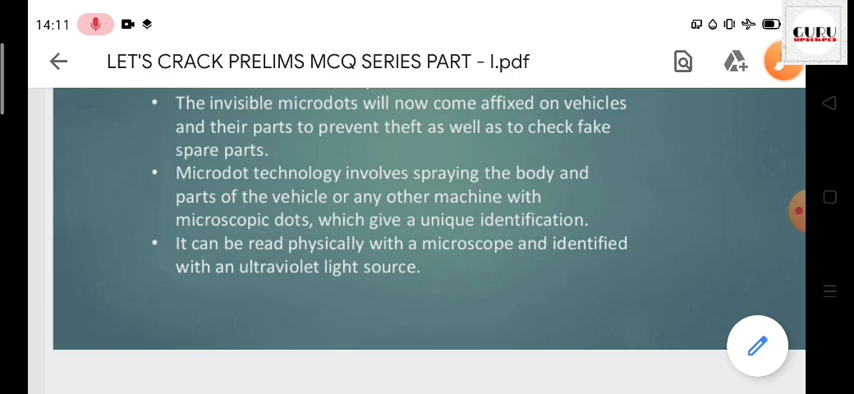 14:11
GURU
LET'S CRACK PRELIMS MCQ SERIES PART - I.pdf
• The invisible microdots will now come affixed on vehicles
and their parts to prevent theft as well as to check fake
spare parts.
• Microdot technology involves spraying the body and
parts of the vehicle or any other machine with
microscopic dots, which give a unique identification.
• It can be read physically with a microscope and identified
with an ultraviolet light source.